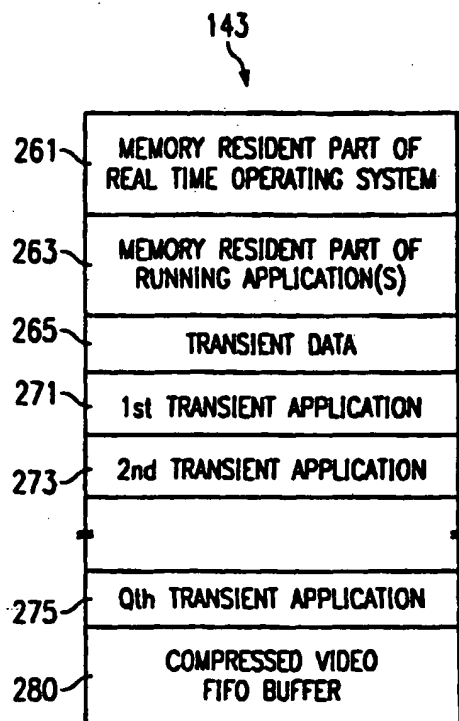 143
261 MEMORY RESIDENT PART OF
REAL TIME OPERATING SYSTEM
263 MEMORY RESIDENT PART OF
RUNNING APPLICATION(S)
265 TRANSIENT DATA
271 1st TRANSIENT APPLICATION
273 2nd TRANSIENT APPLICATION
275 Qth TRANSIENT APPLICATION
280 COMPRESSED VIDEO
FIFO BUFFER